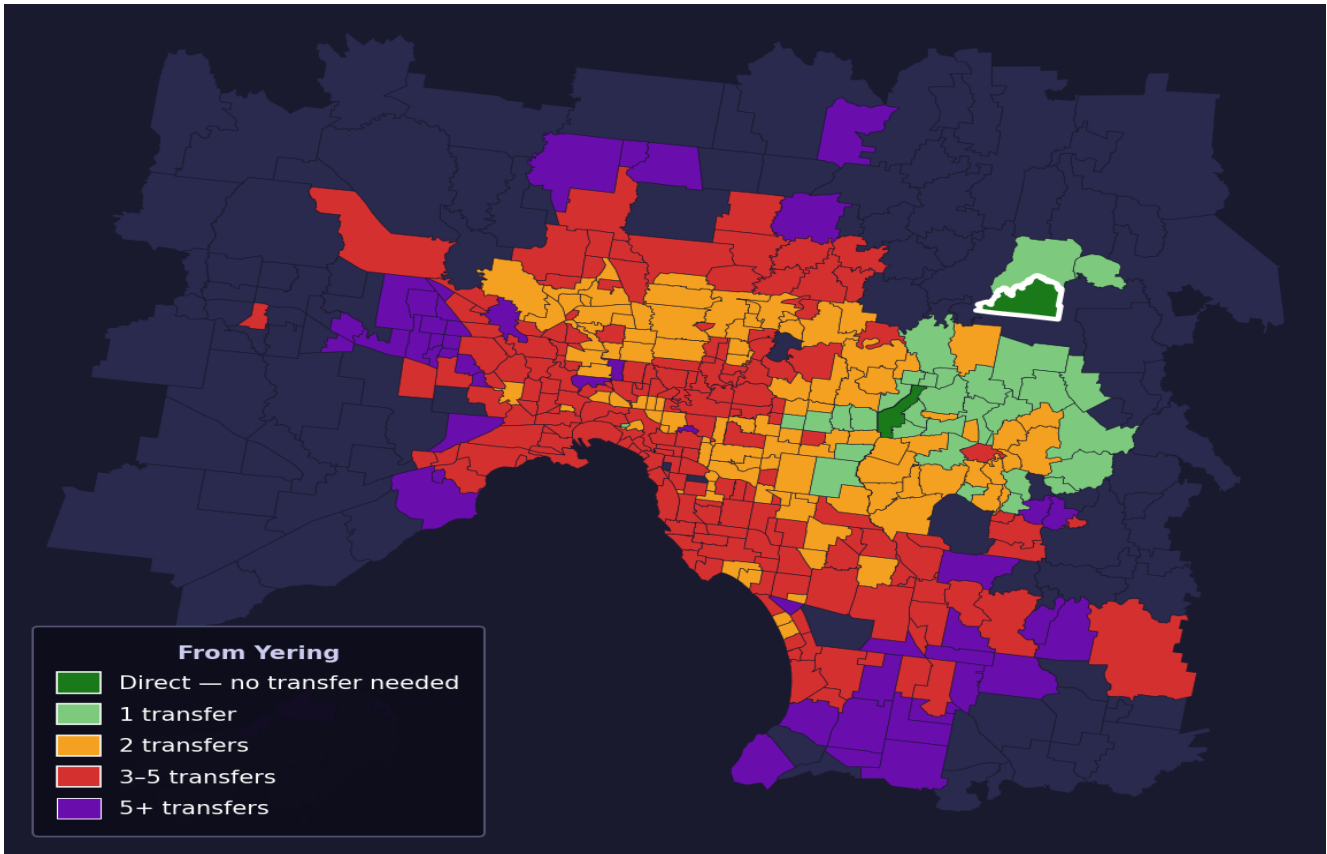 From Yering
Direct — no transfer needed
1 transfer
2 transfers
3–5 transfers
5+ transfers